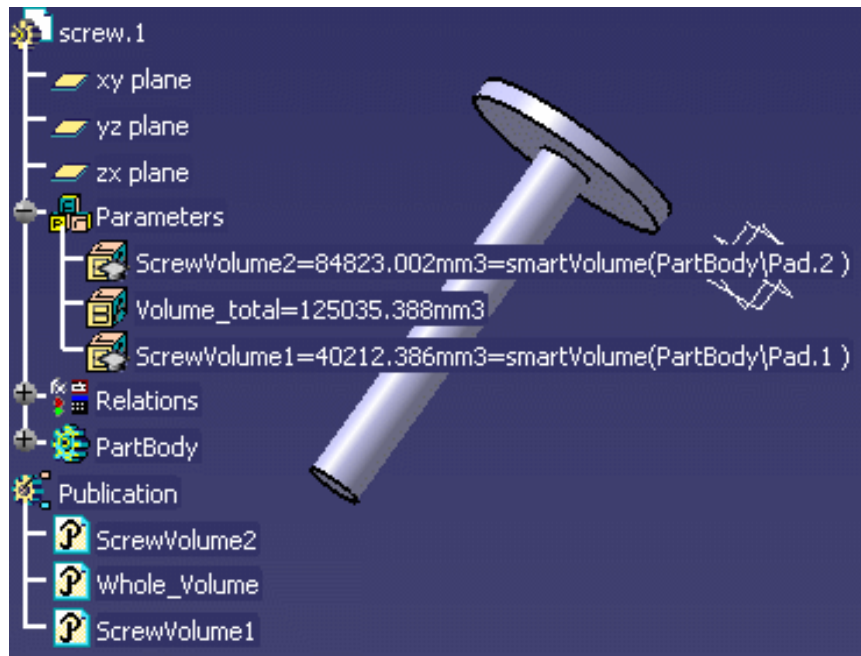 screw.1
xy plane
yz plane
zx plane
Parameters
ScrewVolume2=84823.002mm3=smartVolume(PartBody\Pad.2 )
Volume_total=125035.388mm3
ScrewVolume1=40212.386mm3=smartVolume(PartBody\Pad.1 )
Relations
PartBody
Publication
ScrewVolume2
Whole_Volume
ScrewVolume1